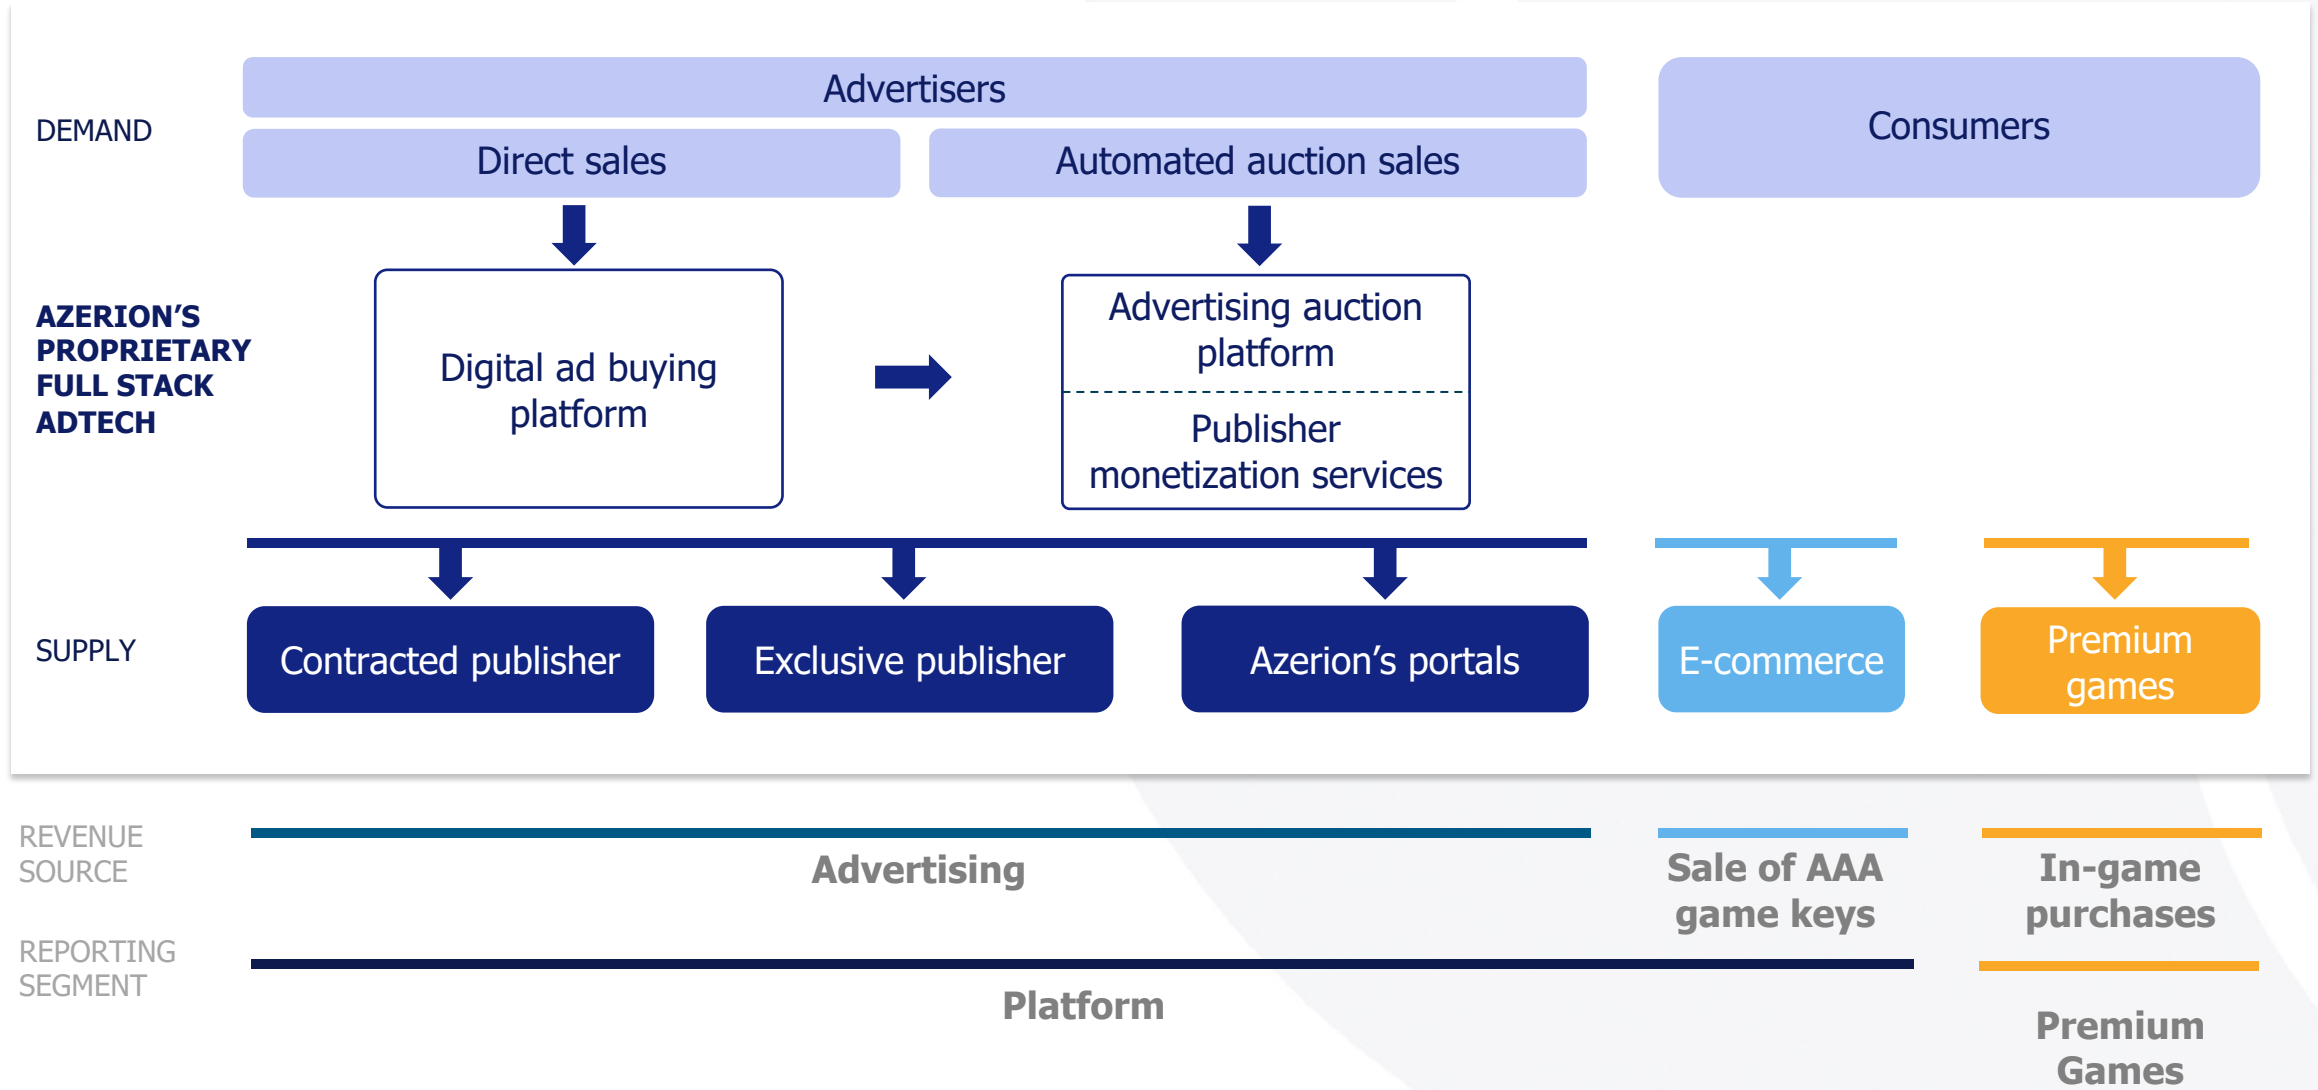 Advertisers
Consumers
DEMAND
Direct sales
Automated auction sales
AZERION’S
PROPRIETARY
FULL STACK
ADTECH
Digital ad buying
platform
Advertising auction
platform
Publisher
monetization services
SUPPLY
Contracted publisher
Exclusive publisher
Azerion’s portals
E-commerce
Premium
games
REVENUE
SOURCE
Advertising
Sale of AAA
game keys
In-game
purchases
REPORTING
SEGMENT
Platform
Premium
Games